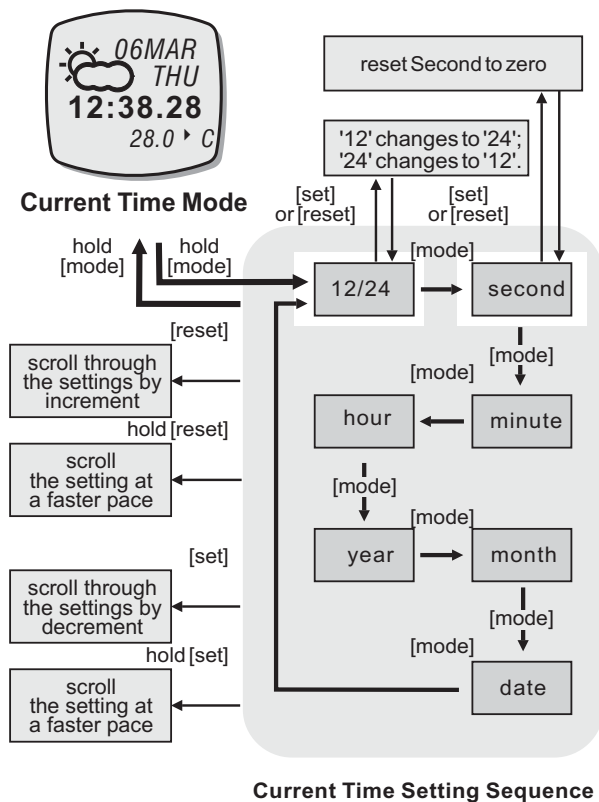 06MAR
THU
12:38.28
28.0 ‣ C
Current Time Mode
reset Second to zero
'12' changes to '24';
'24' changes to '12'.
[set]
or [reset]
[set]
or [reset]
hold
[mode]
hold
[mode]
[mode]
12/24
second
[reset]
scroll through
the settings by
increment
[mode]
[mode]
hour
minute
hold [reset]
scroll
the setting at
a faster pace
[mode]
[mode]
year
month
[set]
scroll through
the settings by
decrement
[mode]
[mode]
hold [set]
scroll
the setting at
a faster pace
date
Current Time Setting Sequence